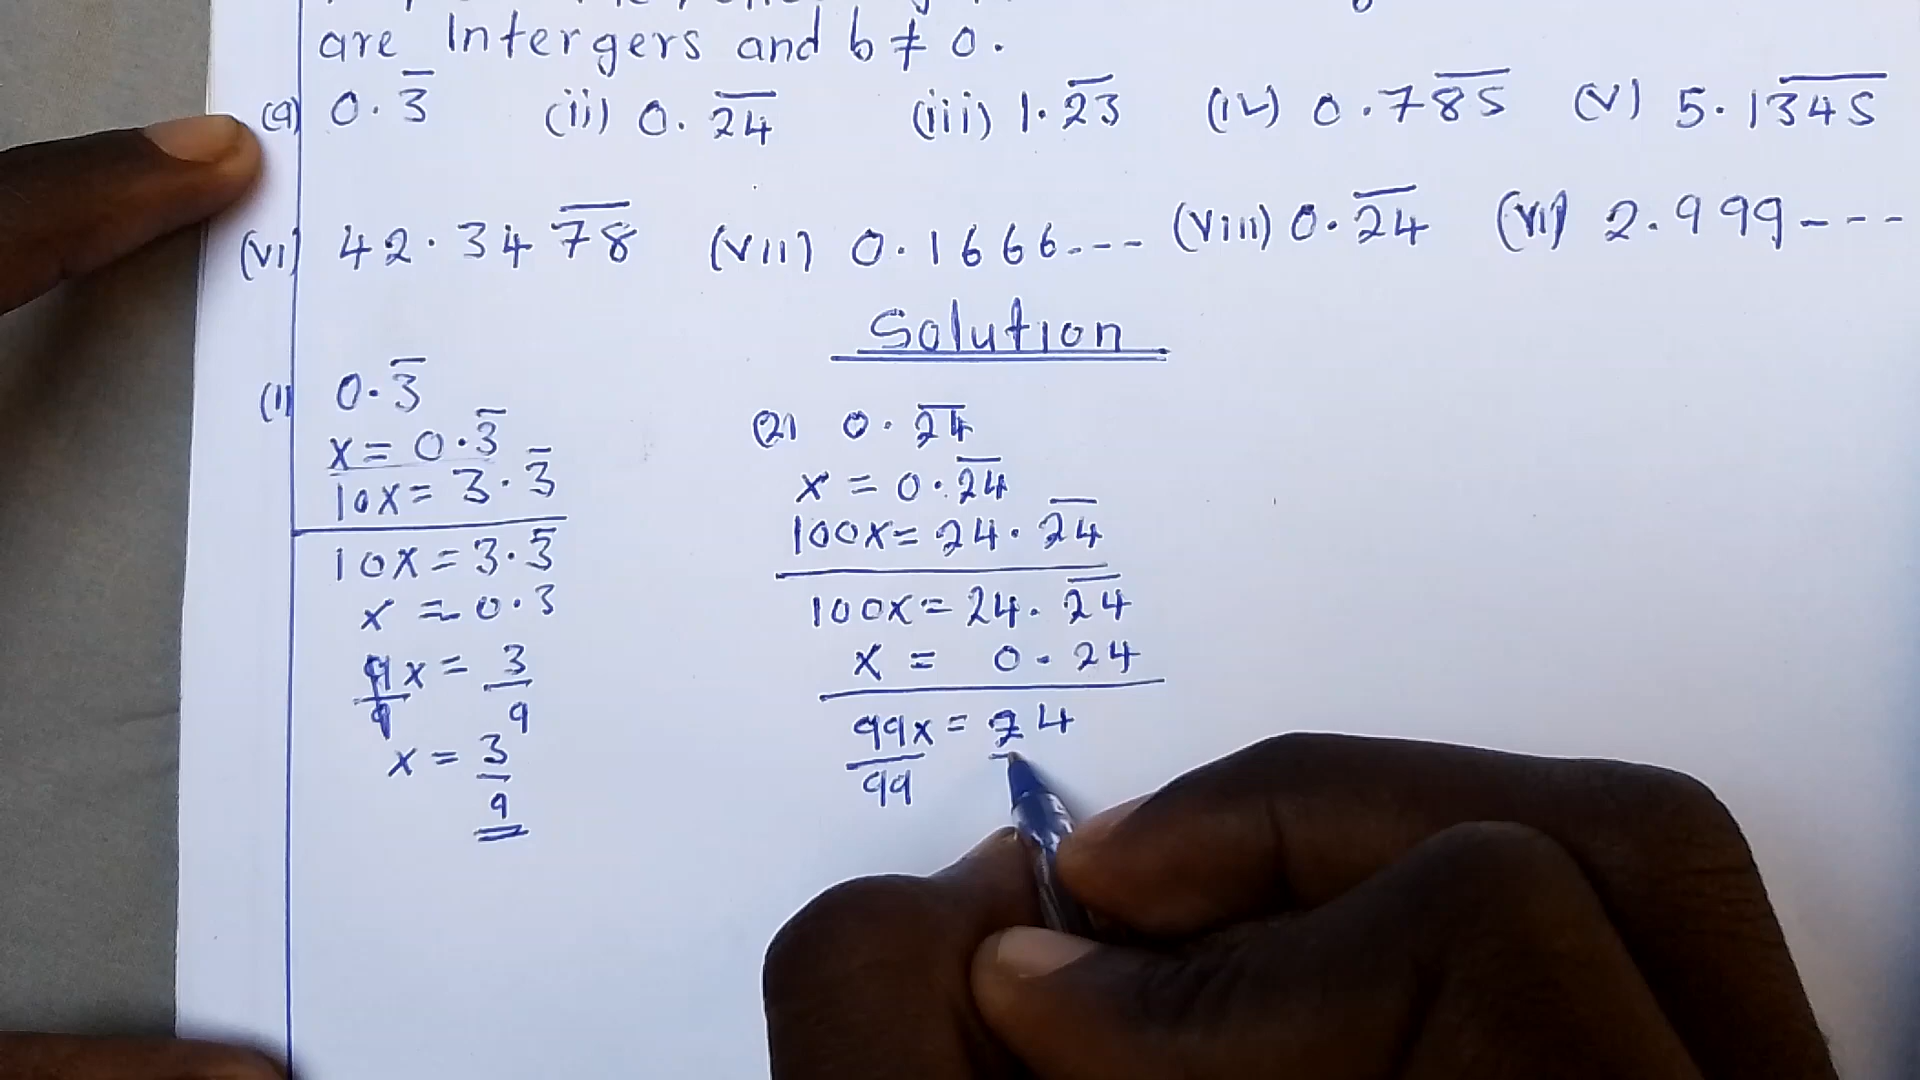 are Intergers and b ≠ 0.
(a) 0.3̅ (ii) 0.2̅4̅ (iii) 1.2̅3̅ (iv) 0.78̅5̅ (v) 5.13̅4̅5̅
(vi) 42.347̅8̅ (vii) 0.1666--- (viii) 0.2̅4̅ (vi) 2.999---
Solution
(1) 0.3̅
x = 0.3̅
10x = 3.3̅
10x = 3.3̅
x = 0.3
9x/9 = 3/9
x = 3/9
(2) 0.2̅4̅
x = 0.2̅4̅
100x = 24.2̅4̅
100x = 24.2̅4̅
x = 0.24
99x = 24
99